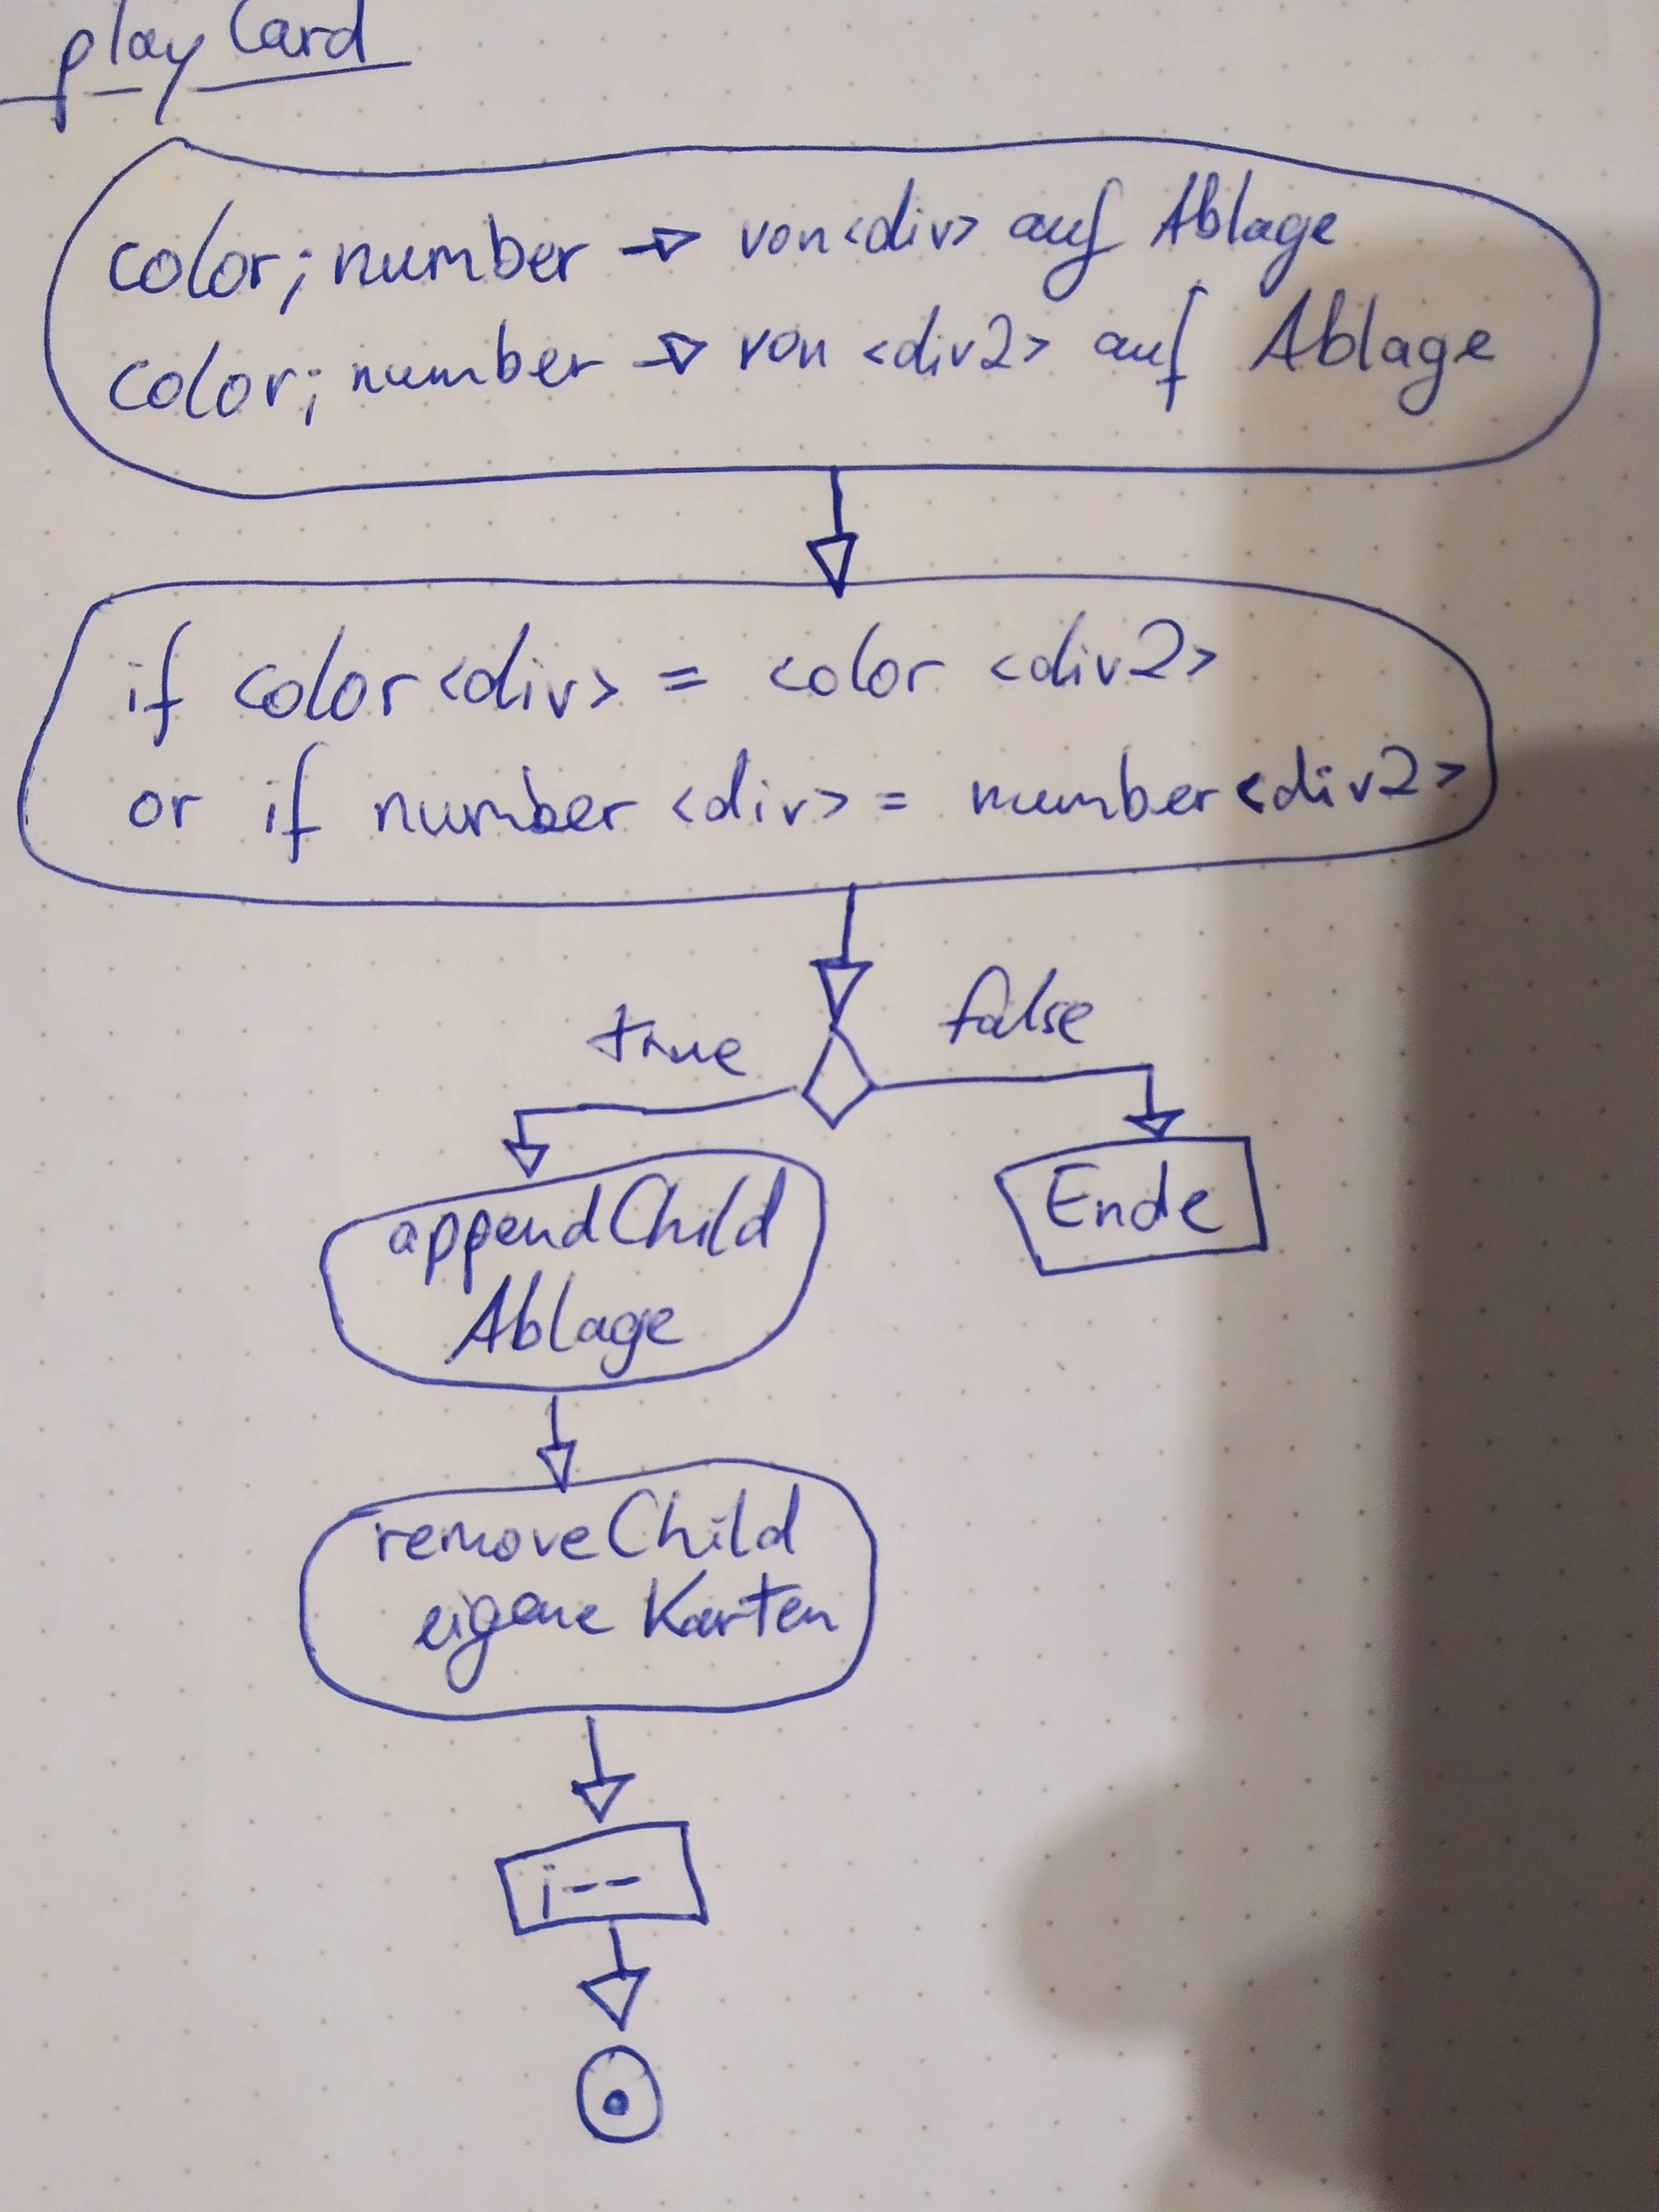 playCard
color; number → von <div> auf Ablage
color; number → von <div2> auf Ablage
if color <div> = color <div2>
or if number <div> = number <div2>
true
false
appendChild
Ablage
Ende
removeChild
eigene Karten
i--